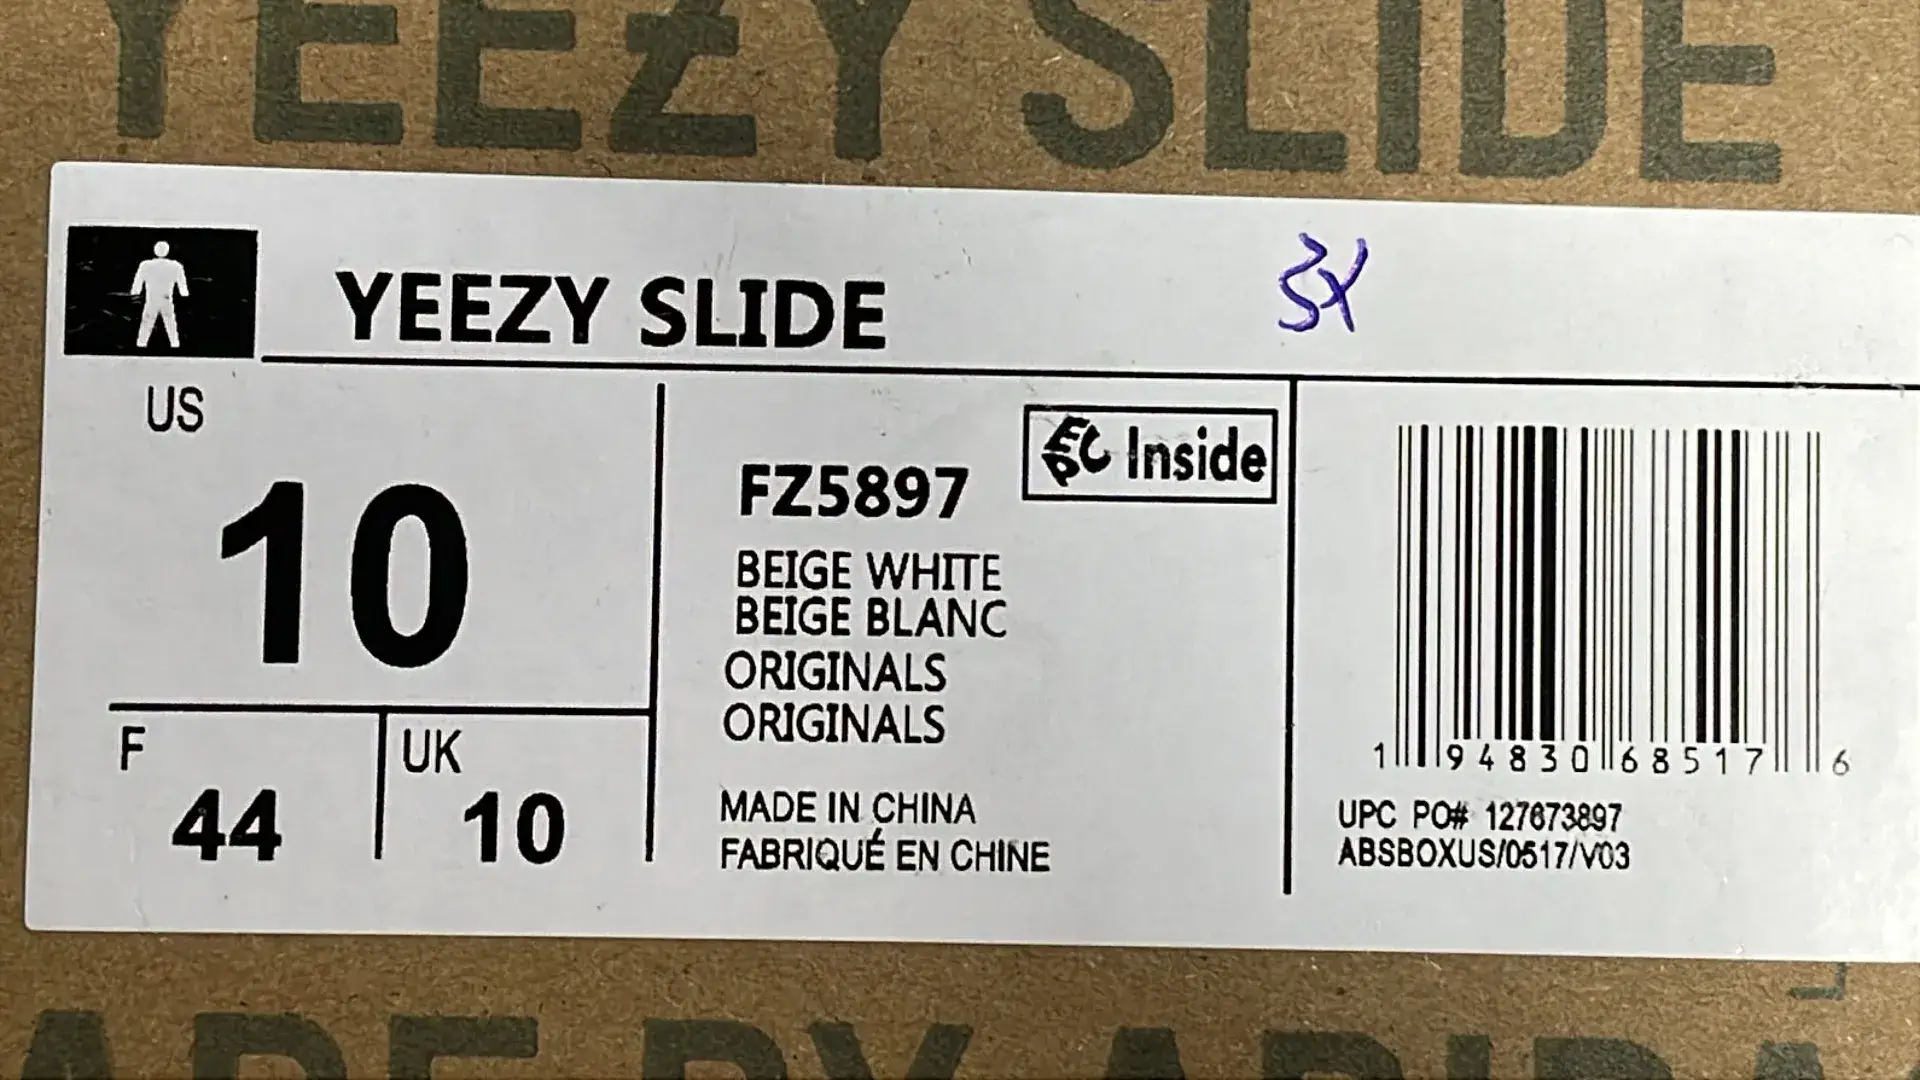 YEEZY SLIDE
YEEZY SLIDE
US
10
F
44
UK
10
FZ5897
EPC Inside
BEIGE WHITE
BEIGE BLANC
ORIGINALS
ORIGINALS
MADE IN CHINA
FABRIQUÉ EN CHINE
1 94830 68517 6
UPC PO# 127673897
ABSBOXUS/0517/V03